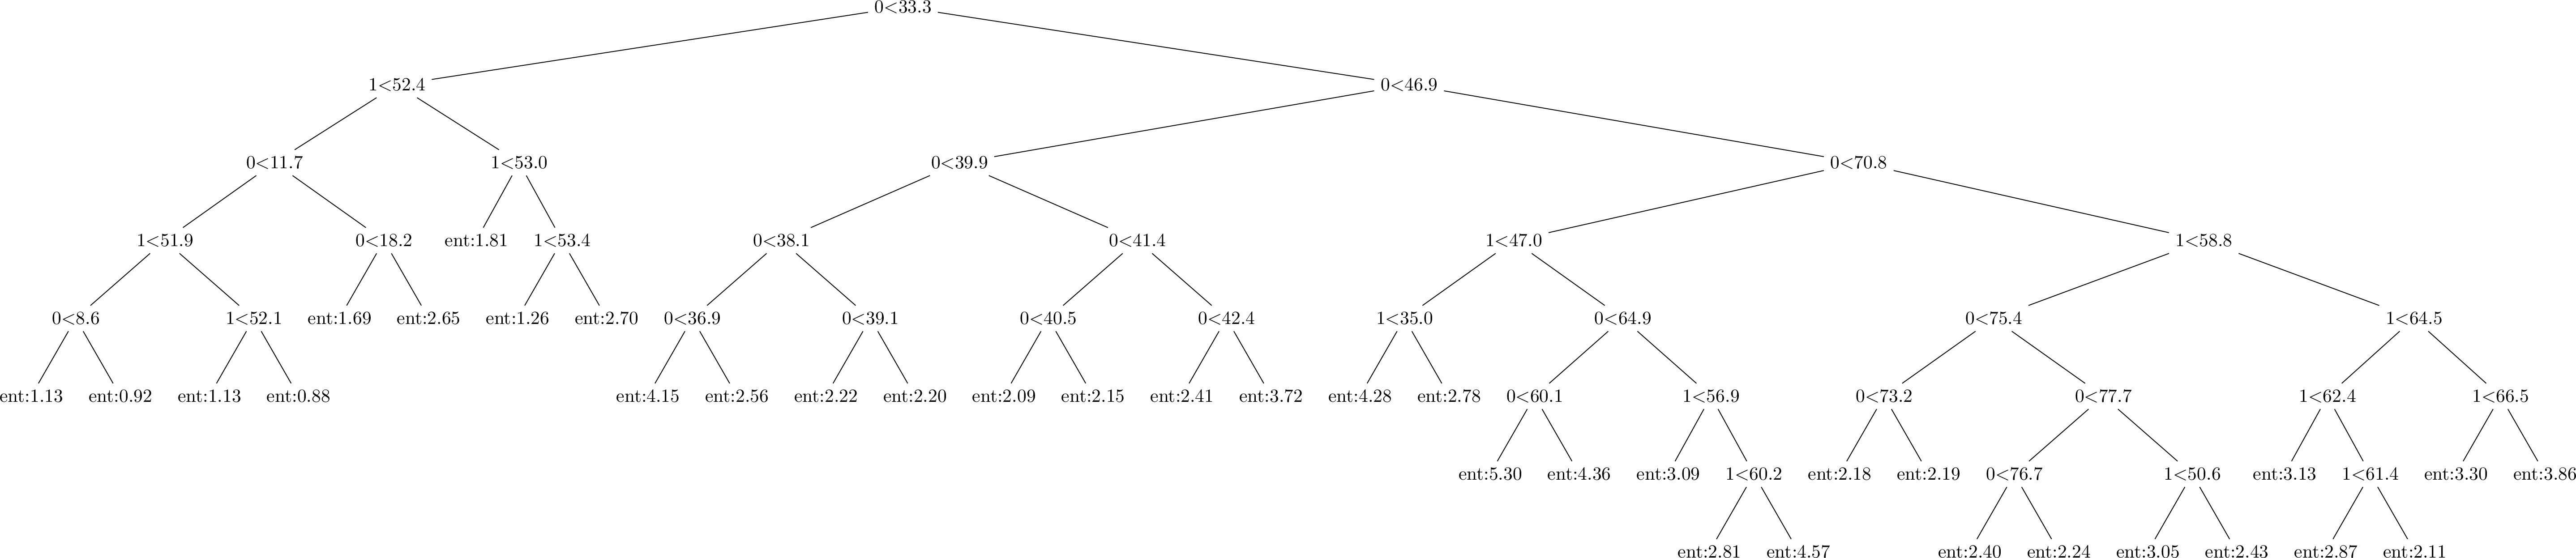 0<33.3
1<52.4 0<46.9
0<11.7 1<53.0 0<39.9 0<70.8
1<51.9 0<18.2 ent:1.81 1<53.4 0<38.1 0<41.4 1<47.0 1<58.8
0<8.6 1<52.1 ent:1.69 ent:2.65 ent:1.26 ent:2.70 0<36.9 0<39.1 0<40.5 0<42.4 1<35.0 0<64.9 0<75.4 1<64.5
ent:1.13 ent:0.92 ent:1.13 ent:0.88 ent:4.15 ent:2.56 ent:2.22 ent:2.20 ent:2.09 ent:2.15 ent:2.41 ent:3.72 ent:4.28 ent:2.78 0<60.1 1<56.9 0<73.2 0<77.7 1<62.4 1<66.5
ent:5.30 ent:4.36 ent:3.09 1<60.2 ent:2.18 ent:2.19 0<76.7 1<50.6 ent:3.13 1<61.4 ent:3.30 ent:3.86
ent:2.81 ent:4.57 ent:2.40 ent:2.24 ent:3.05 ent:2.43 ent:2.87 ent:2.11